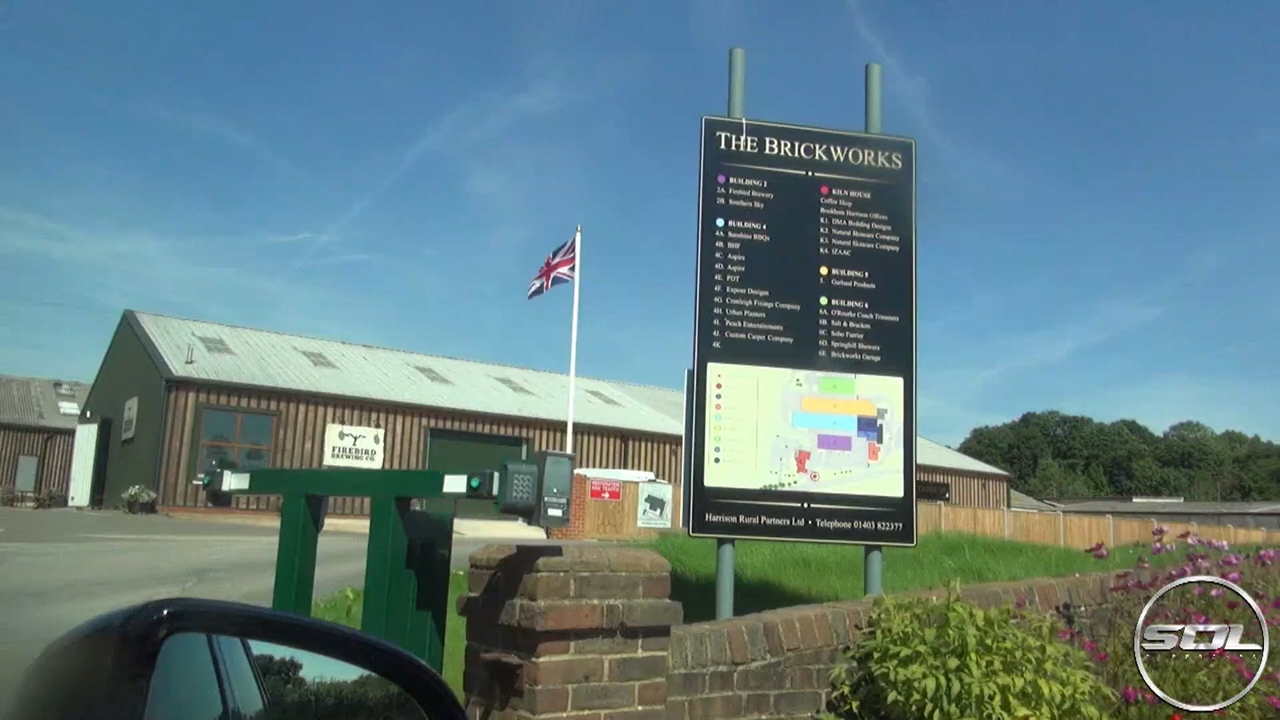 THE BRICKWORKS
BUILDING 2
2A. Firebird Brewery
2B. Southern Sky
BUILDING 4
4A. Sunshine BBQs
4B. BHF
4C. Aspire
4D. Aspire
4E. PDT
4F. Expose Designs
4G. Cranleigh Fixings Company
4H. Urban Planters
4I. Peach Entertainments
4J. Custom Carpet Company
4K.
KILN HOUSE
Coffee Shop
Bookham Harrison Offices
K1. DMA Building Designs
K2. Natural Skincare Company
K3. Natural Skincare Company
K4. IZAAC
BUILDING 5
5. Garland Products
BUILDING 6
6A. O'Rourke Coach Trimmers
6B. Salt & Brackets
6C. Soho Farrier
6D. Springhill Showers
6E. Brickworks Garage
Harrison Rural Partners Ltd • Telephone 01403 822377
FIREBIRD
BREWING CO.
SOL